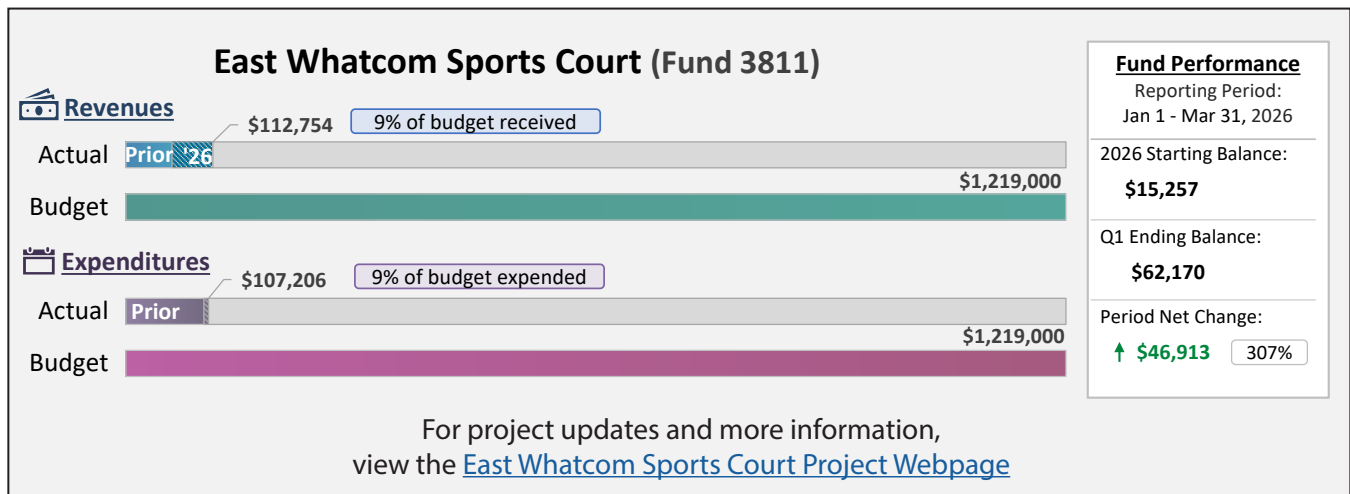 East Whatcom Sports Court (Fund 3811)
Revenues
$112,754
9% of budget received
Actual
Prior
'26
$1,219,000
Budget
Expenditures
$107,206
9% of budget expended
Actual
Prior
$1,219,000
Budget
For project updates and more information,
view the East Whatcom Sports Court Project Webpage
Fund Performance
Reporting Period:
Jan 1 - Mar 31, 2026
2026 Starting Balance:
$15,257
Q1 Ending Balance:
$62,170
Period Net Change:
$46,913
307%